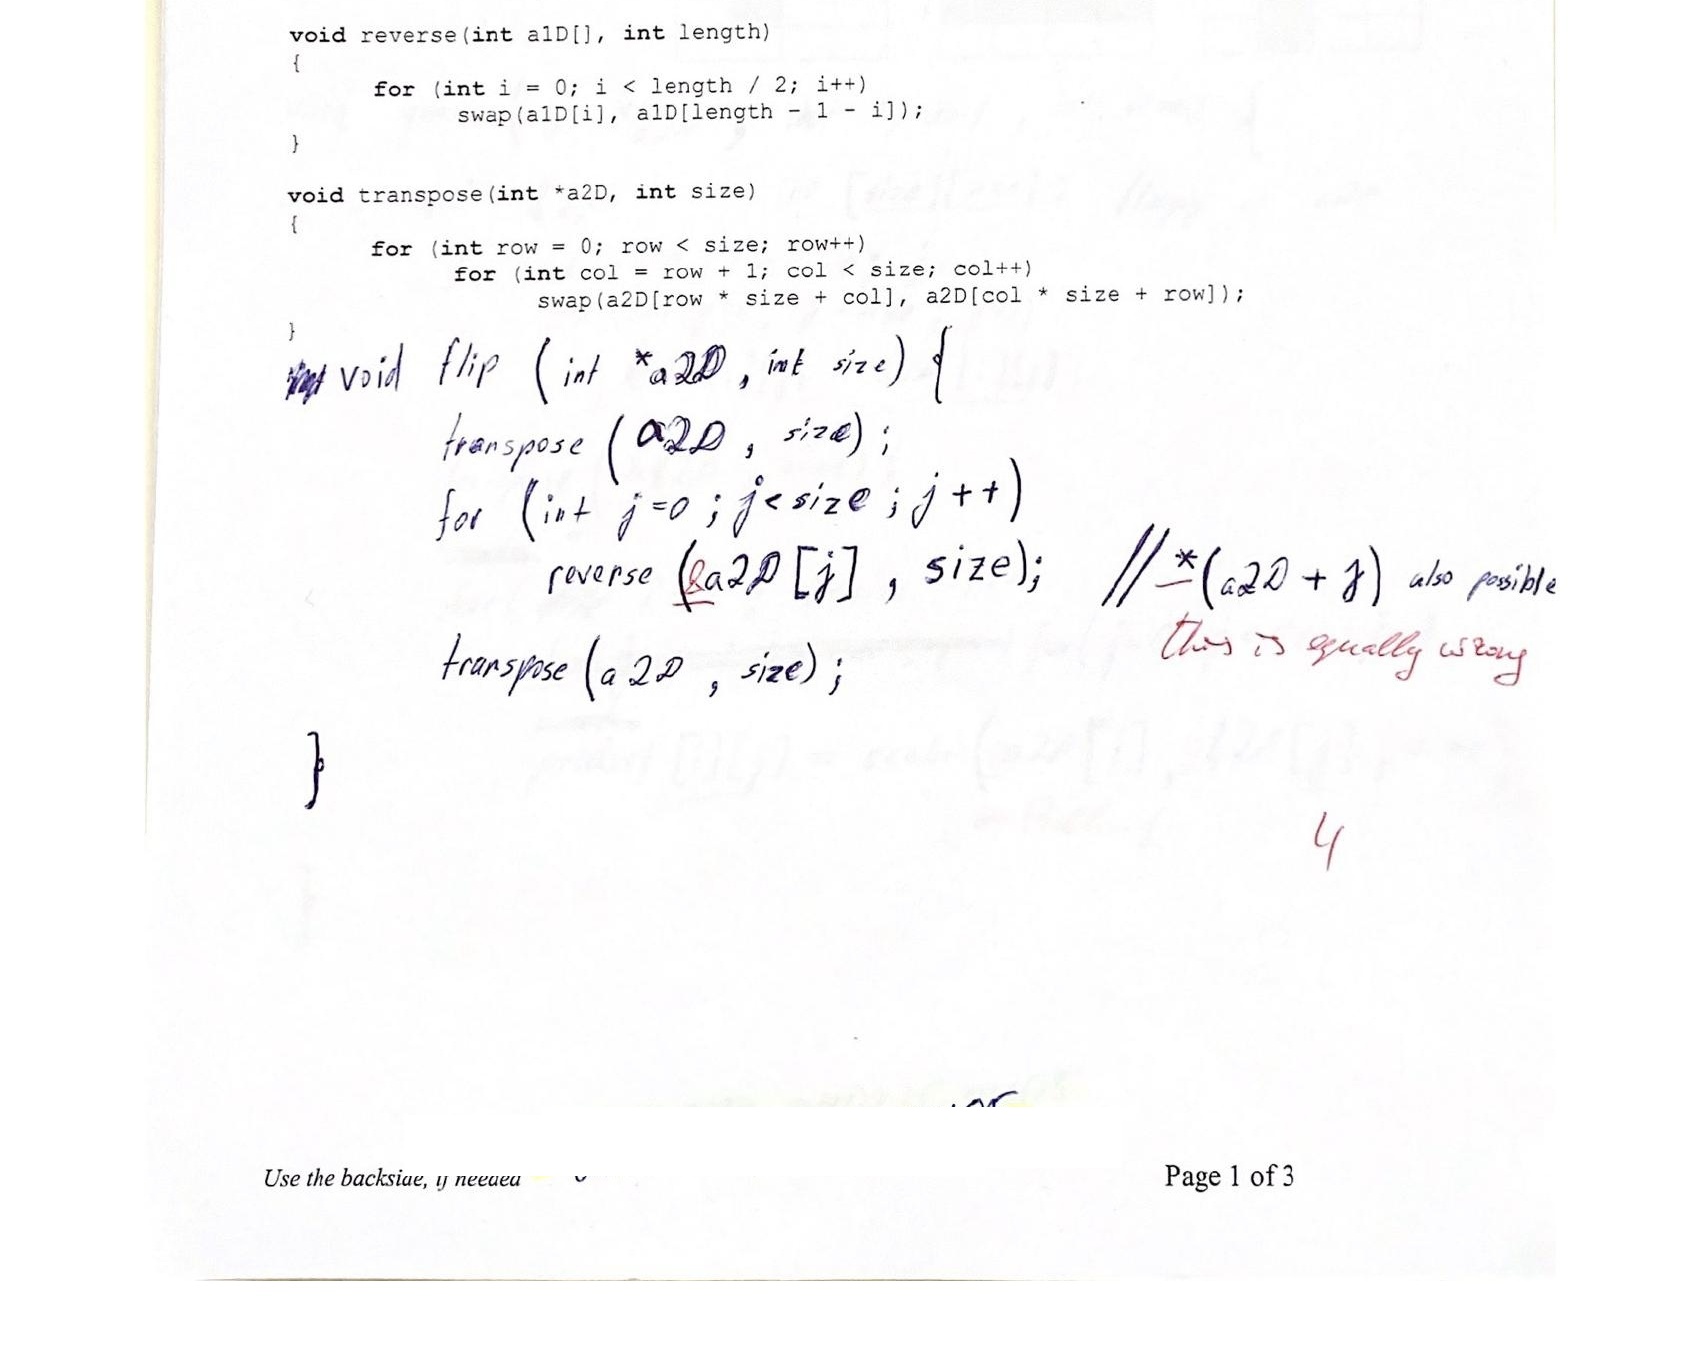 void reverse(int a1D[], int length)
{
for (int i = 0; i < length / 2; i++)
swap(a1D[i], a1D[length - 1 - i]);
}
void transpose(int *a2D, int size)
{
for (int row = 0; row < size; row++)
for (int col = row + 1; col < size; col++)
swap(a2D[row * size + col], a2D[col * size + row]);
}
void flip (int *a2D, int size) {
transpose (a2D, size);
for (int j=0; j<size; j++)
reverse (&a2D[j], size); // *(a2D + j) also possible
this is equally wrong
transpose (a2D, size);
}
4
Use the backside, if needed
Page 1 of 3